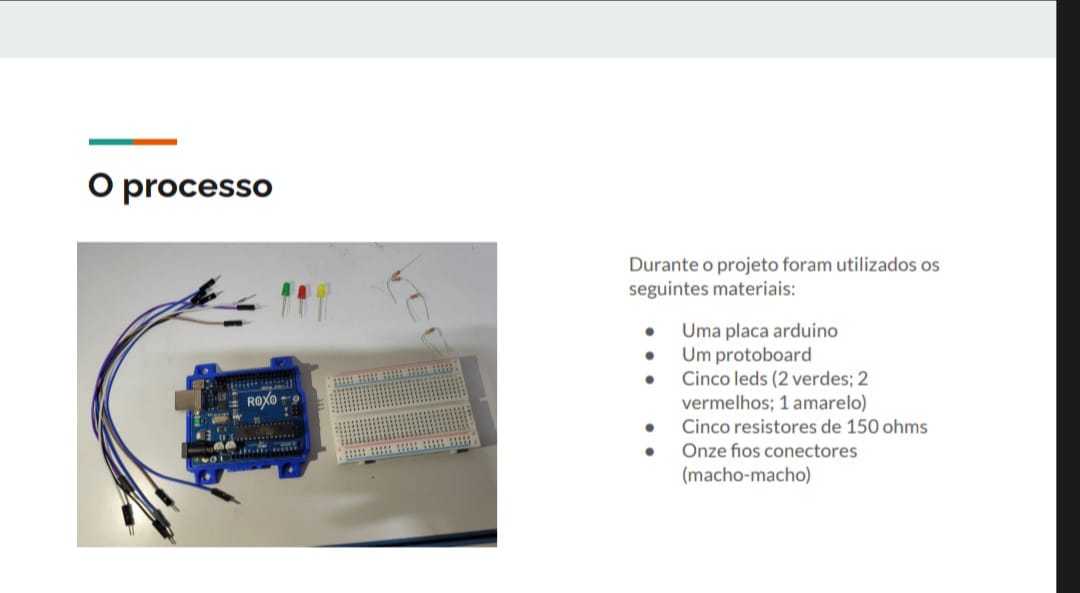 O processo
ROXO
Durante o projeto foram utilizados os
seguintes materiais:
● Uma placa arduino
● Um protoboard
● Cinco leds (2 verdes; 2
vermelhos; 1 amarelo)
● Cinco resistores de 150 ohms
● Onze fios conectores
(macho-macho)